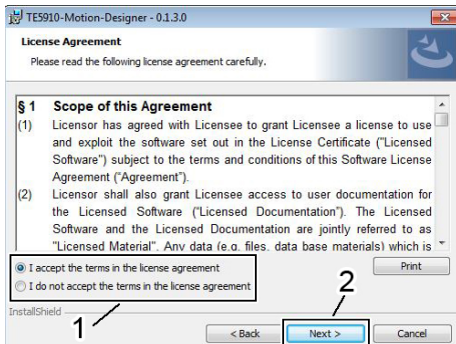 TE5910-Motion-Designer - 0.1.3.0
License Agreement
Please read the following license agreement carefully.
§ 1 Scope of this Agreement
(1) Licensor has agreed with Licensee to grant Licensee a license to use
and exploit the software set out in the License Certificate ("Licensed
Software") subject to the terms and conditions of this Software License
Agreement ("Agreement").
(2) Licensor shall also grant Licensee access to user documentation for
the Licensed Software ("Licensed Documentation"). The Licensed
Software and the Licensed Documentation are jointly referred to as
"Licensed Material". Any data (e.g. files, data base materials) which is
I accept the terms in the license agreement
Print
I do not accept the terms in the license agreement
InstallShield
1
2
< Back
Next >
Cancel